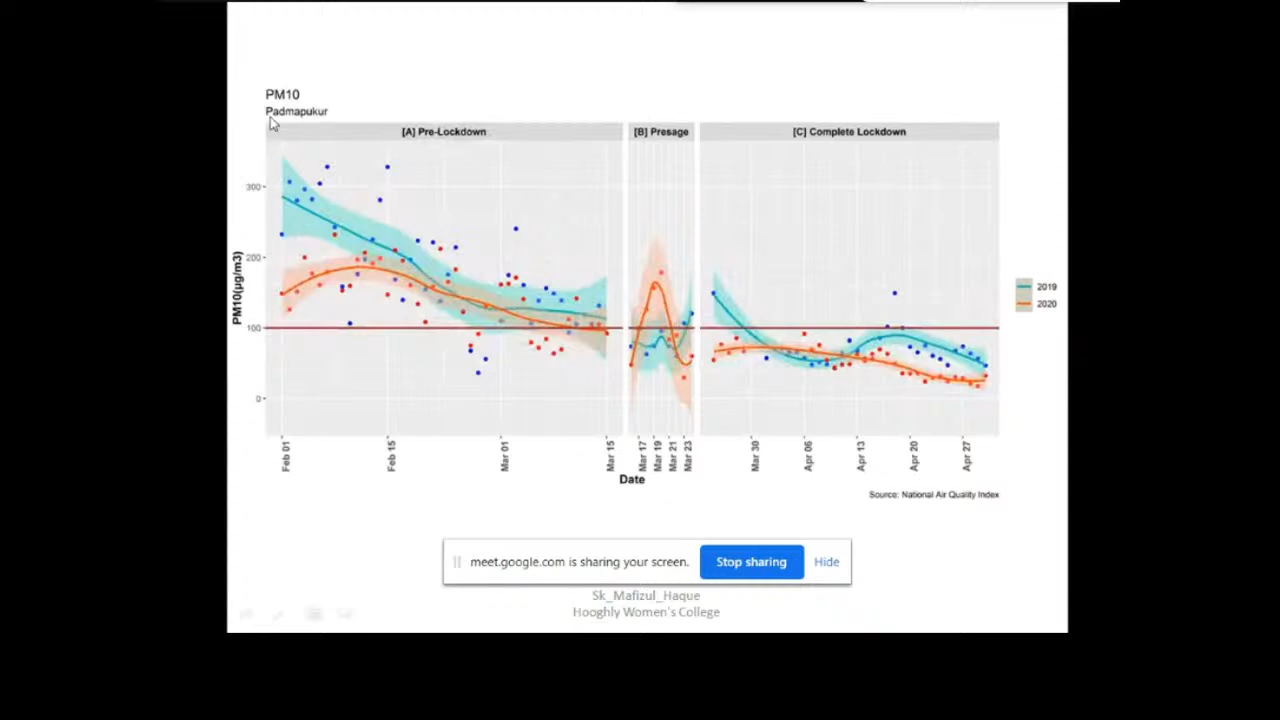 PM10
Padmapukur
[A] Pre-Lockdown
[B] Presage
[C] Complete Lockdown
300
200
100
0
PM10(μg/m3)
2019
2020
Feb 01
Feb 15
Mar 01
Mar 15
Mar 17
Mar 19
Mar 21
Mar 23
Mar 30
Apr 06
Apr 13
Apr 20
Apr 27
Date
Source: National Air Quality Index
meet.google.com is sharing your screen.
Stop sharing
Hide
Sk_Mafizul_Haque
Hooghly Women's College